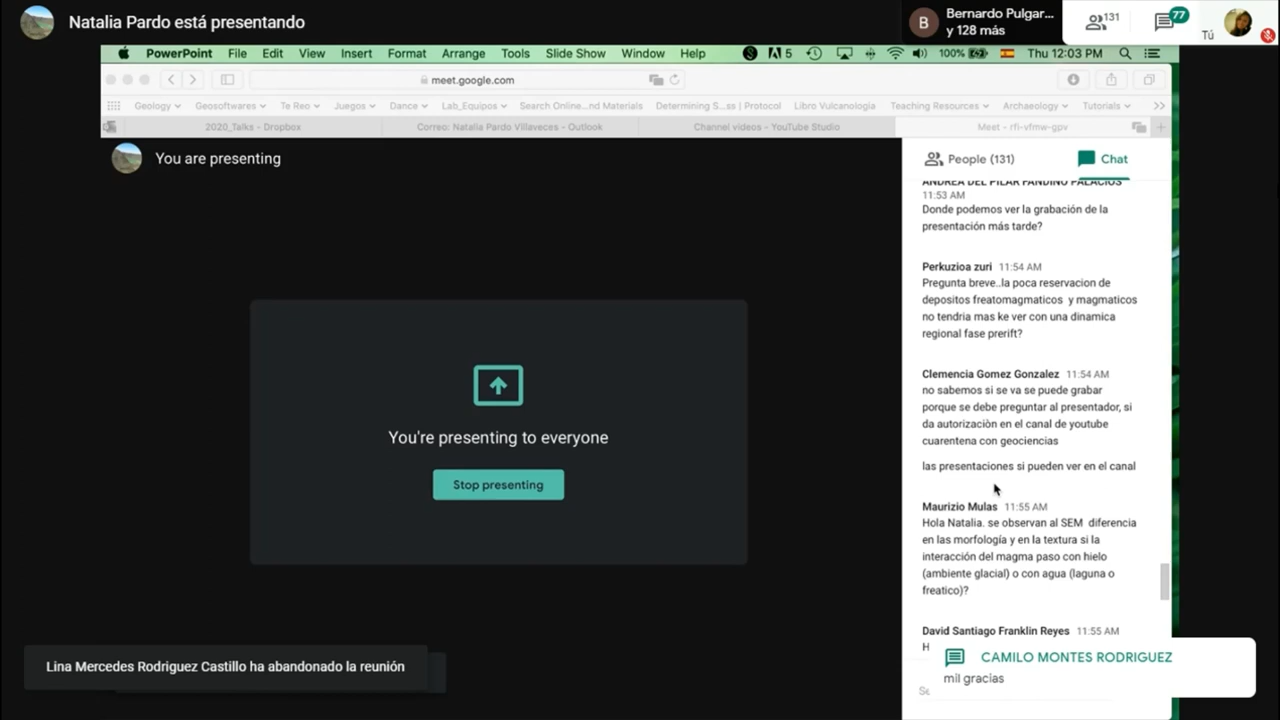 Natalia Pardo está presentando
B
Bernardo Pulgar...
y 128 más
131
77
Tú
PowerPoint File Edit View Insert Format Arrange Tools Slide Show Window Help
5
100%
Thu 12:03 PM
meet.google.com
Geology
Geosoftwares
Te Reo
Juegos
Dance
Lab_Equipos
Search Online...nd Materials
Determining S...ss | Protocol
Libro Vulcanologia
Teaching Resources
Archaeology
Tutorials
2020_Talks - Dropbox
Correo: Natalia Pardo Villaveces - Outlook
Channel videos - YouTube Studio
Meet - rfi-vfmw-gpv
You are presenting
People (131)
Chat
ANDREA DEL PILAR FANDINO PALACIOS
11:53 AM
Donde podemos ver la grabación de la
presentación más tarde?
Perkuzioa zuri 11:54 AM
Pregunta breve..la poca reservacion de
depositos freatomagmaticos y magmaticos
no tendria mas ke ver con una dinamica
regional fase prerift?
Clemencia Gomez Gonzalez 11:54 AM
no sabemos si se va se puede grabar
porque se debe preguntar al presentador, si
da autorizaciòn en el canal de youtube
cuarentena con geociencias
las presentaciones si pueden ver en el canal
Maurizio Mulas 11:55 AM
Hola Natalia. se observan al SEM diferencia
en las morfología y en la textura si la
interacción del magma paso con hielo
(ambiente glacial) o con agua (laguna o
freatico)?
David Santiago Franklin Reyes 11:55 AM
H
Se
You're presenting to everyone
Stop presenting
Lina Mercedes Rodriguez Castillo ha abandonado la reunión
CAMILO MONTES RODRIGUEZ
mil gracias